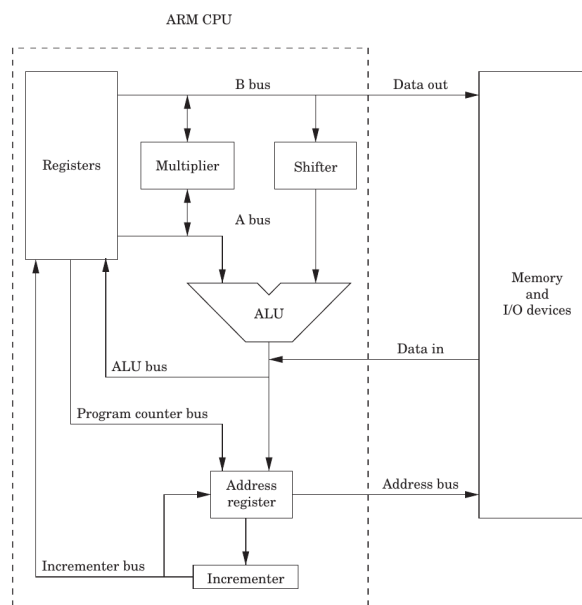 ARM CPU
B bus
Data out
Registers
Multiplier
Shifter
A bus
Memory
and
I/O devices
ALU
Data in
ALU bus
Program counter bus
Address
register
Address bus
Incrementer bus
Incrementer